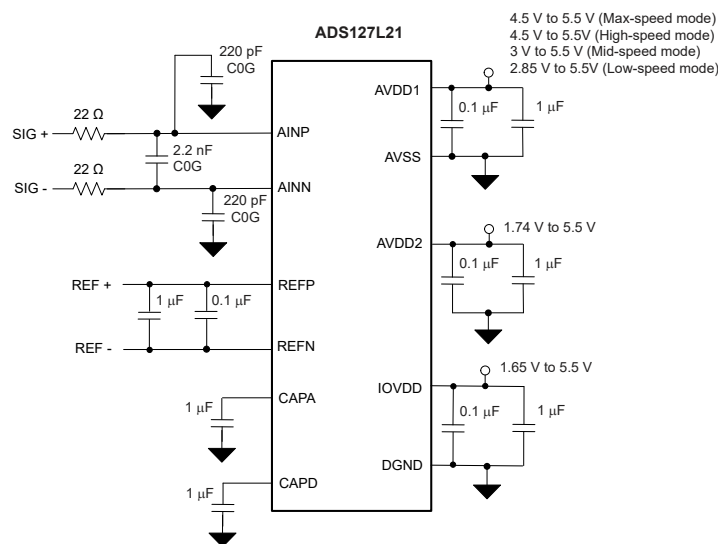 4.5 V to 5.5 V (Max-speed mode)
4.5 V to 5.5V (High-speed mode)
3 V to 5.5 V (Mid-speed mode)
2.85 V to 5.5V (Low-speed mode)
ADS127L21
220 pF
C0G
AVDD1
0.1 μF
1 μF
22 Ω
SIG +
AINP
2.2 nF
C0G
AVSS
22 Ω
SIG -
AINN
220 pF
C0G
1.74 V to 5.5 V
AVDD2
0.1 μF
1 μF
REF +
REFP
1 μF
0.1 μF
REF -
REFN
1.65 V to 5.5 V
IOVDD
CAPA
1 μF
0.1 μF
1 μF
DGND
CAPD
1 μF